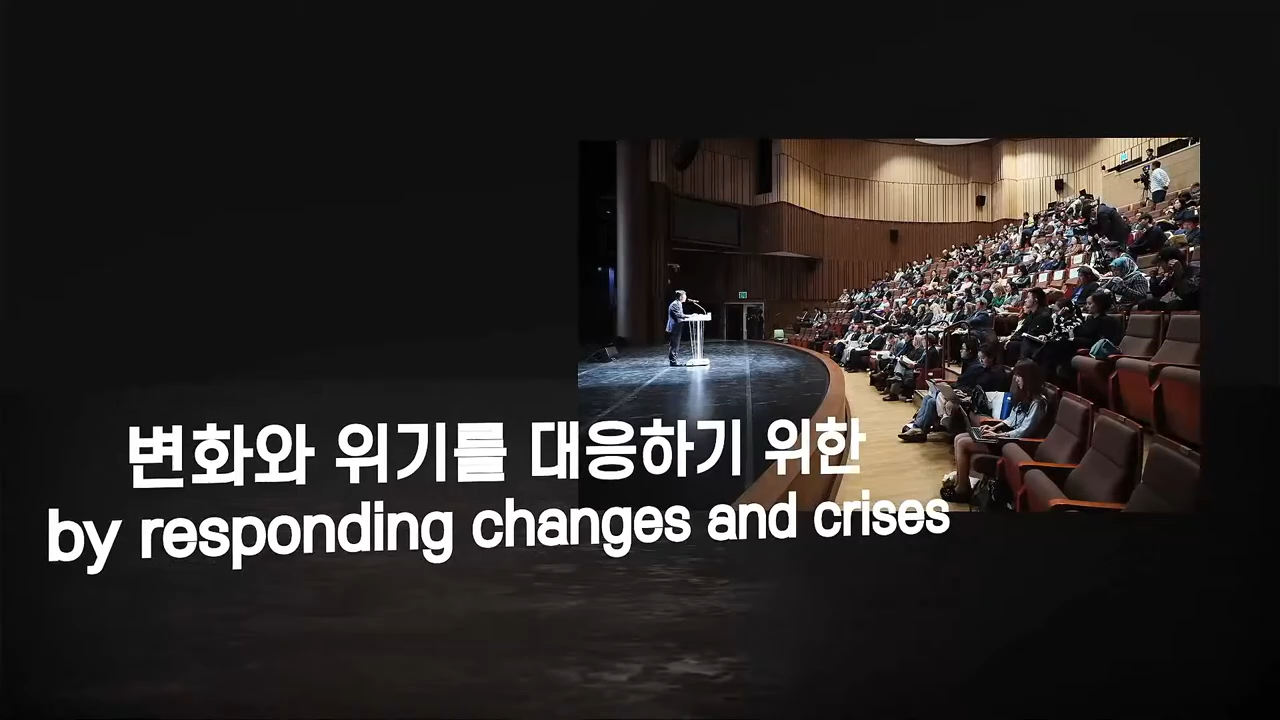 변화와 위기를 대응하기 위한
by responding changes and crises